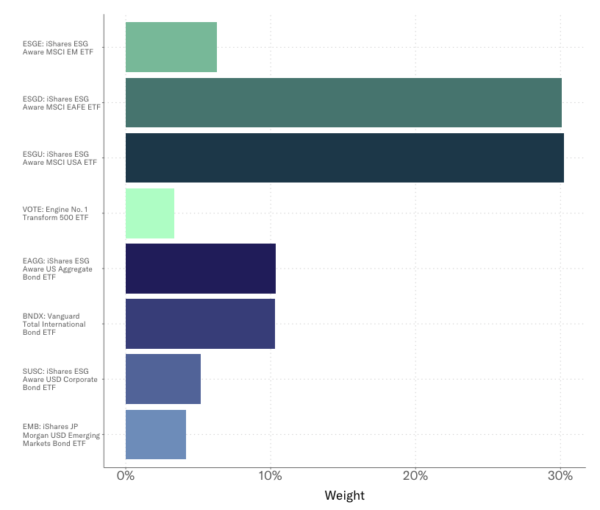 ESGE: iShares ESG
Aware MSCI EM ETF
ESGD: iShares ESG
Aware MSCI EAFE ETF
ESGU: iShares ESG
Aware MSCI USA ETF
VOTE: Engine No. 1
Transform 500 ETF
EAGG: iShares ESG
Aware US Aggregate
Bond ETF
BNDX: Vanguard
Total International
Bond ETF
SUSC: iShares ESG
Aware USD Corporate
Bond ETF
EMB: iShares JP
Morgan USD Emerging
Markets Bond ETF
0% 10% 20% 30%
Weight